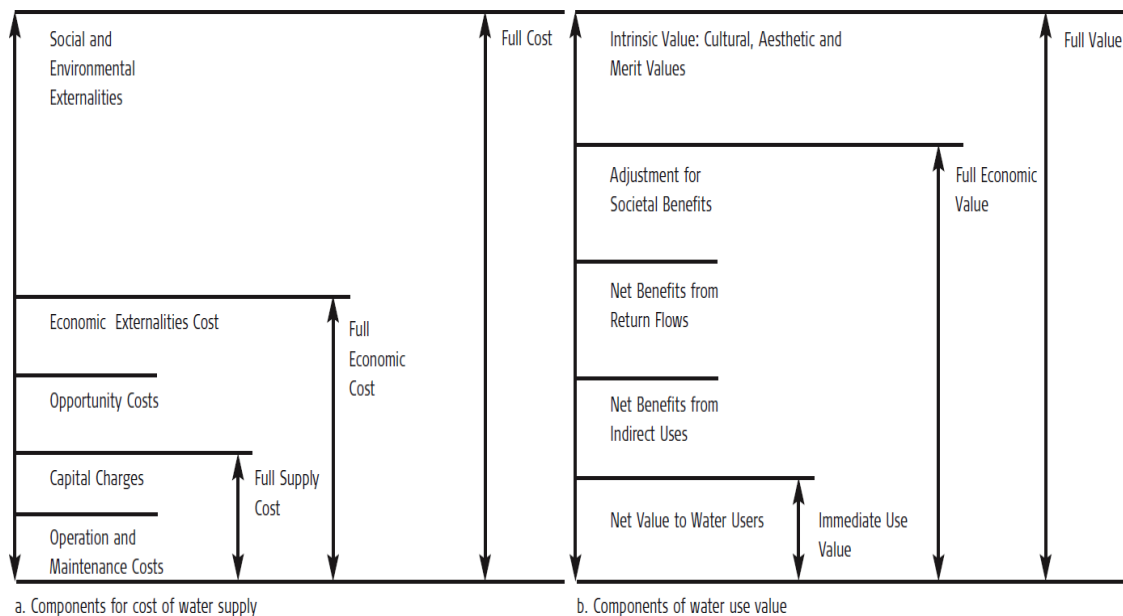 Social and
Environmental
Externalities
Full Cost
Economic Externalities Cost
Full
Economic
Cost
Opportunity Costs
Capital Charges
Full Supply
Cost
Operation and
Maintenance Costs
a. Components for cost of water supply
Intrinsic Value: Cultural, Aesthetic and
Merit Values
Full Value
Adjustment for
Societal Benefits
Full Economic
Value
Net Benefits from
Return Flows
Net Benefits from
Indirect Uses
Net Value to Water Users
Immediate Use
Value
b. Components of water use value